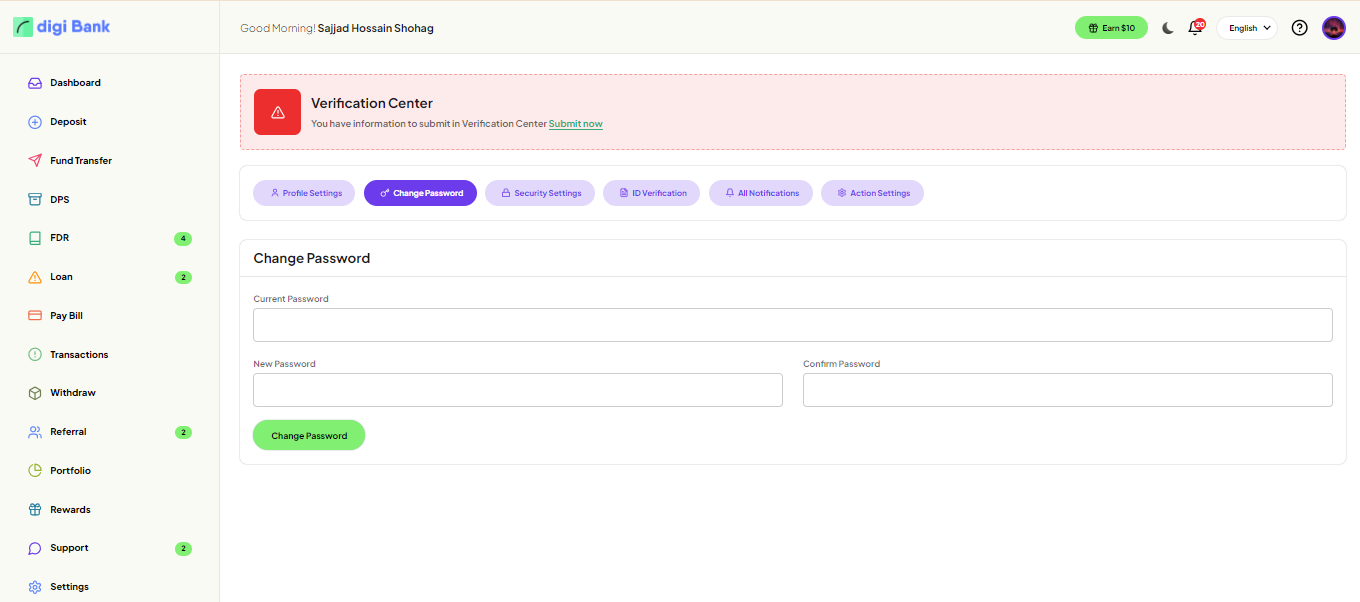 digi Bank
Good Morning! Sajjad Hossain Shohag
Earn $10
20
English
Dashboard
Deposit
Fund Transfer
DPS
FDR 4
Loan 2
Pay Bill
Transactions
Withdraw
Referral 2
Portfolio
Rewards
Support 2
Settings
Verification Center
You have information to submit in Verification Center Submit now
Profile Settings Change Password Security Settings ID Verification All Notifications Action Settings
Change Password
Current Password
New Password Confirm Password
Change Password